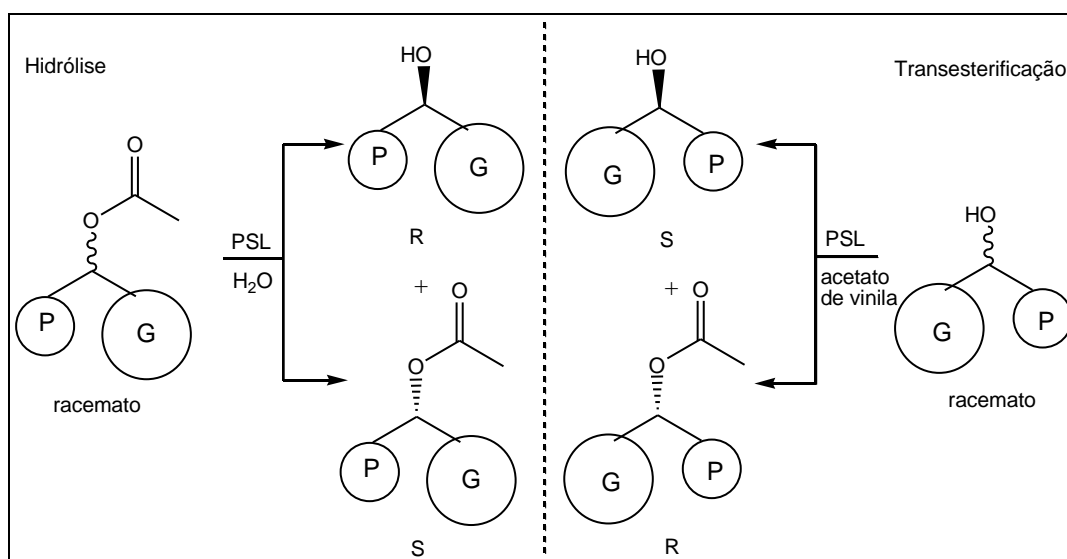 Hidrólise
O
O
P
G
racemato
PSL
H2O
HO
P
G
R
+
O
O
P
G
S
Transesterificação
HO
G
P
S
+
O
O
G
P
R
PSL
acetato
de vinila
HO
G
P
racemato